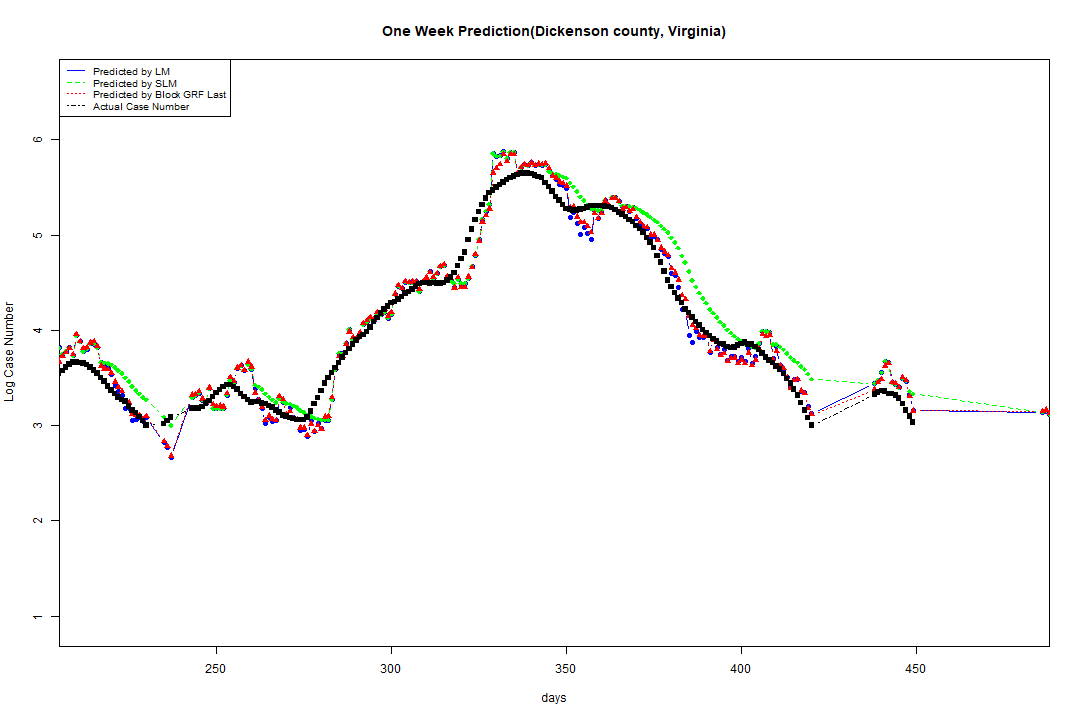 One Week Prediction(Dickenson county, Virginia)
Predicted by LM
Predicted by SLM
Predicted by Block GRF Last
Actual Case Number
Log Case Number
6
5
4
3
2
1
250
300
350
400
450
days